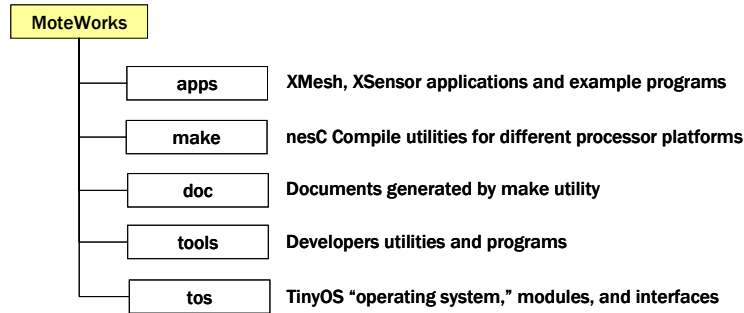 MoteWorks
apps XMesh, XSensor applications and example programs
make nesC Compile utilities for different processor platforms
doc Documents generated by make utility
tools Developers utilities and programs
tos TinyOS “operating system,” modules, and interfaces